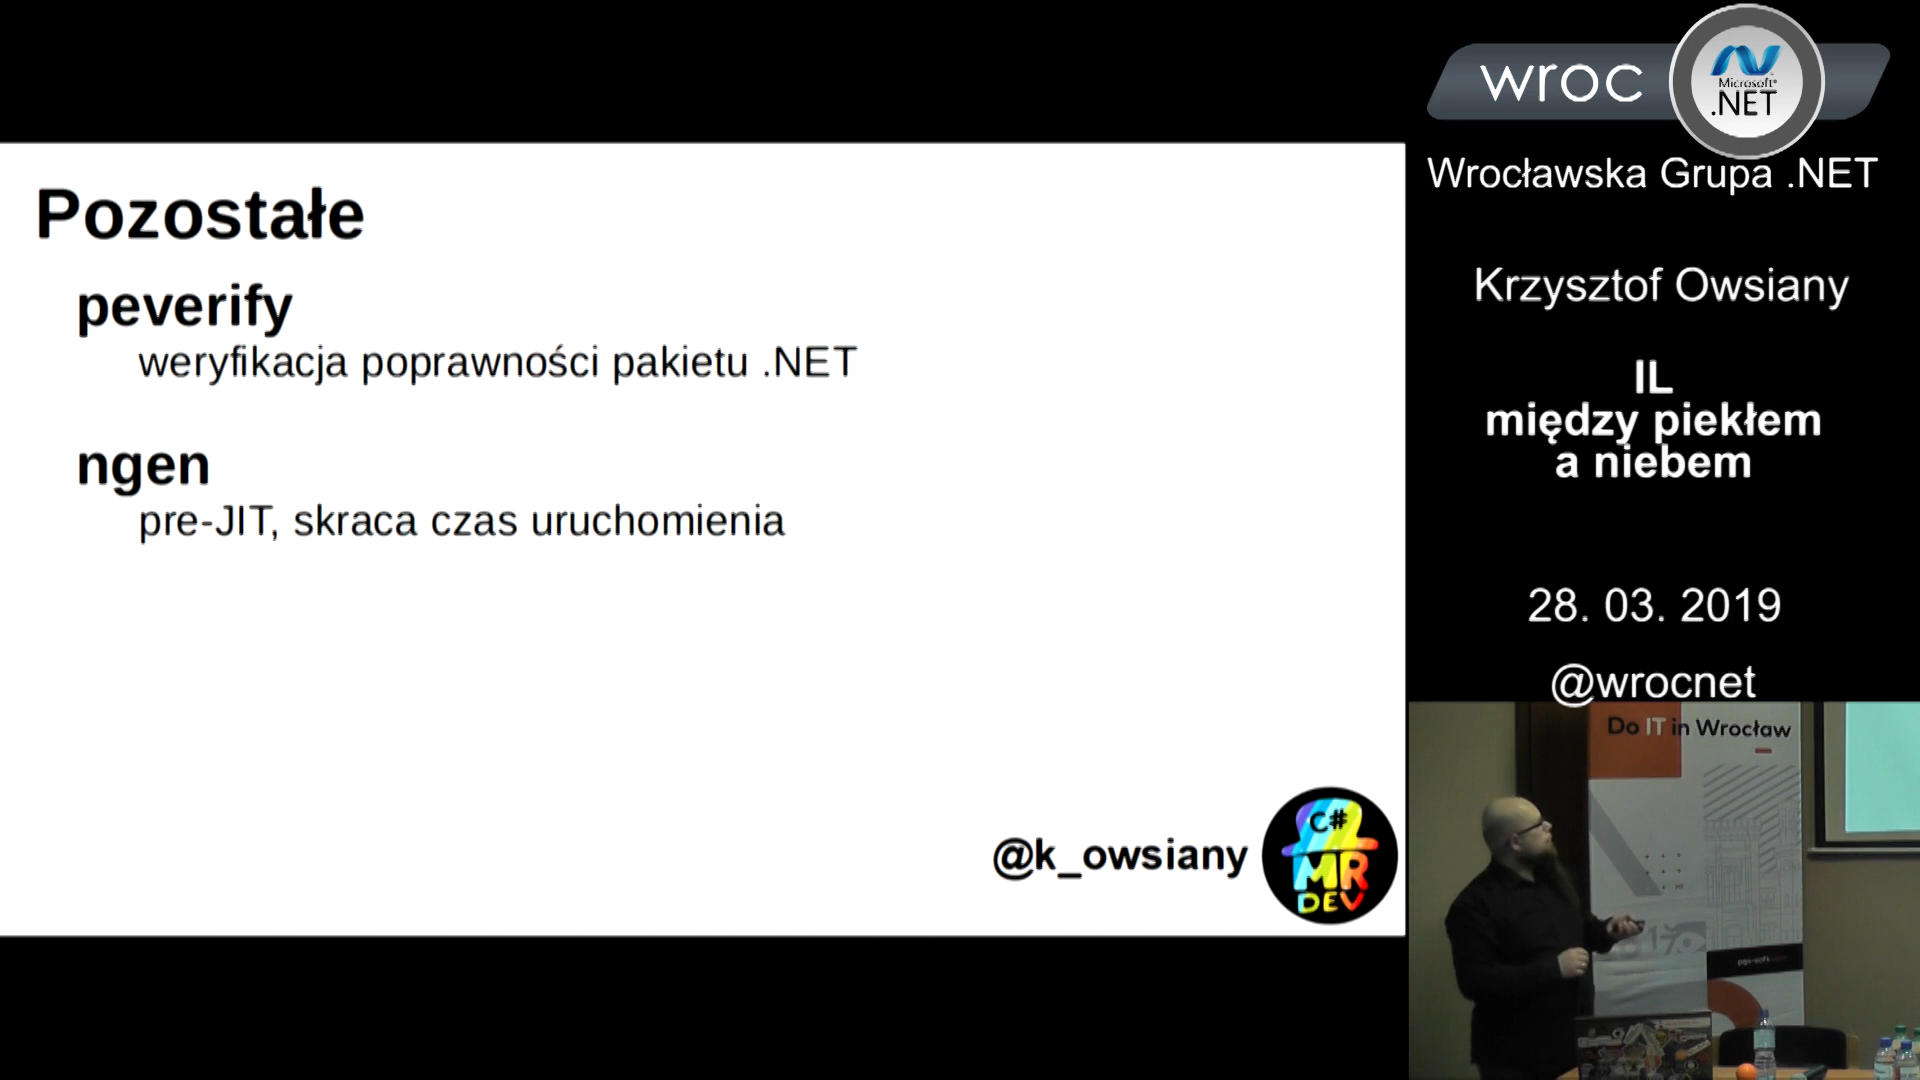 Pozostałe
peverify
weryfikacja poprawności pakietu .NET
ngen
pre-JIT, skraca czas uruchomienia
@k_owsiany
C#
MR
DEV
wroc
Microsoft®
.NET
Wrocławska Grupa .NET
Krzysztof Owsiany
IL
między piekłem
a niebem
28. 03. 2019
@wrocnet
Do IT in Wrocław